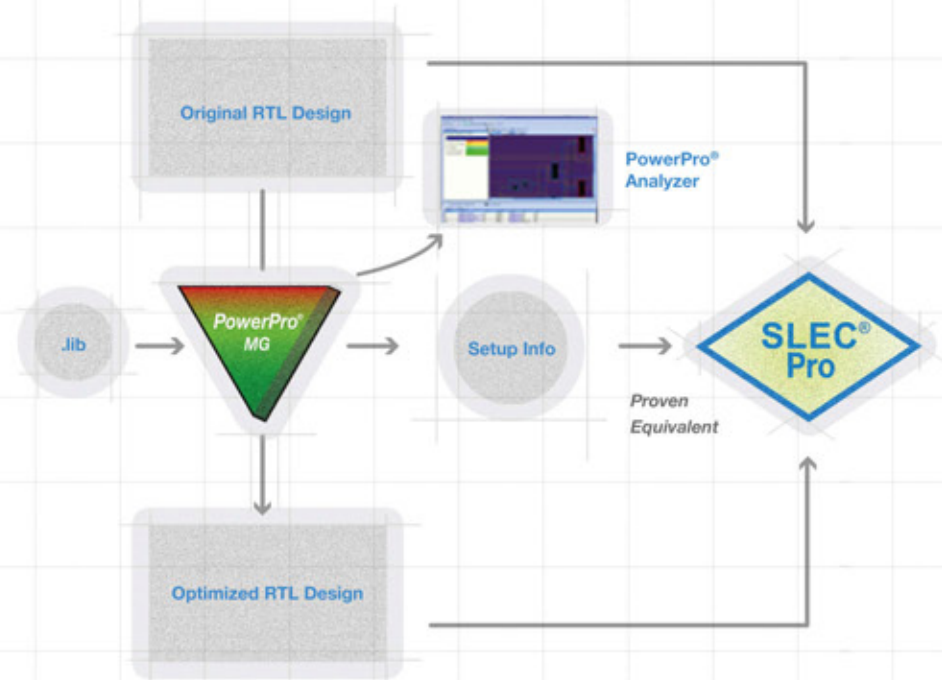 Original RTL Design
PowerPro®
Analyzer
.lib
PowerPro®
MG
Setup Info
SLEC®
Pro
Proven
Equivalent
Optimized RTL Design